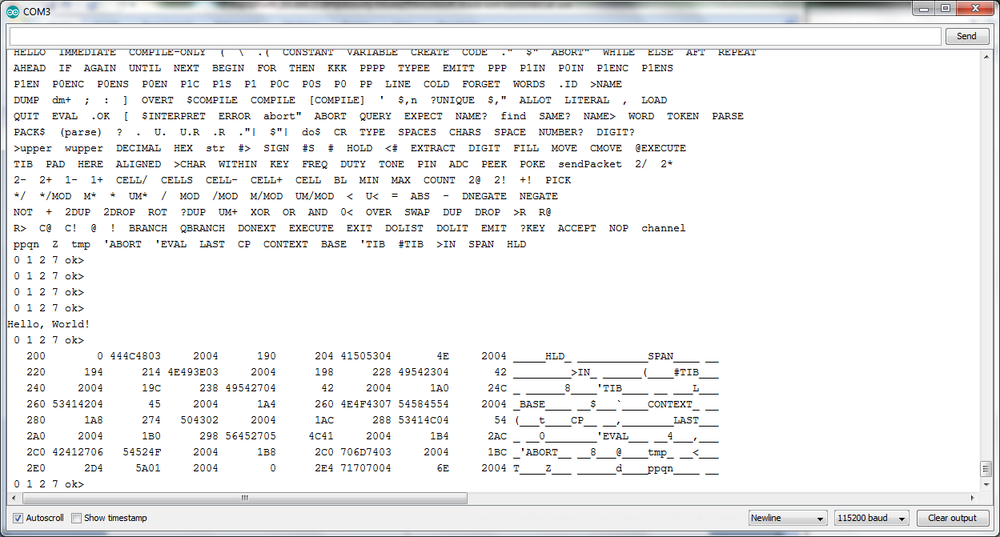 COM3
Send
HELLO IMMEDIATE COMPILE-ONLY ( \ .( CONSTANT VARIABLE CREATE CODE ." $" ABORT" WHILE ELSE AFT REPEAT
AHEAD IF AGAIN UNTIL NEXT BEGIN FOR THEN KKK PPPP TYPEE EMITT PPP P1IN P0IN P1ENC P1ENS
P1EN P0ENC P0ENS P0EN P1C P1S P1 P0C P0S P0 PP LINE COLD FORGET WORDS .ID >NAME
DUMP dm+ ; : ] OVERT $COMPILE COMPILE [COMPILE] ' $,n ?UNIQUE $," ALLOT LITERAL , LOAD
QUIT EVAL .OK [ $INTERPRET ERROR abort" ABORT QUERY EXPECT NAME? find SAME? NAME> WORD TOKEN PARSE
PACK$ (parse) ? . U. U.R .R ."| $"| do$ CR TYPE SPACES CHARS SPACE NUMBER? DIGIT?
>upper wupper DECIMAL HEX str #> SIGN #S # HOLD <# EXTRACT DIGIT FILL MOVE CMOVE @EXECUTE
TIB PAD HERE ALIGNED >CHAR WITHIN KEY FREQ DUTY TONE PIN ADC PEEK POKE sendPacket 2/ 2*
2- 2+ 1- 1+ CELL/ CELLS CELL- CELL+ CELL BL MIN MAX COUNT 2@ 2! +! PICK
*/ */MOD M* * UM* / MOD /MOD M/MOD UM/MOD < U< = ABS - DNEGATE NEGATE
NOT + 2DUP 2DROP ROT ?DUP UM+ XOR OR AND 0< OVER SWAP DUP DROP >R R@
R> C@ C! @ ! BRANCH QBRANCH DONEXT EXECUTE EXIT DOLIST DOLIT EMIT ?KEY ACCEPT NOP channel
ppqn Z tmp 'ABORT 'EVAL LAST CP CONTEXT BASE 'TIB #TIB >IN SPAN HLD
0 1 2 7 ok>
0 1 2 7 ok>
0 1 2 7 ok>
0 1 2 7 ok>
Hello, World!
0 1 2 7 ok>
200 0 444C4803 2004 190 204 41505304 4E 2004 _____HLD_ ___________SPAN____ __
220 194 214 4E493E03 2004 198 228 49542304 42 _________>IN_ ______(____#TIB___
240 2004 19C 238 49542704 42 2004 1A0 24C _ ______8____'TIB____ __ ___L___
260 53414204 45 2004 1A4 260 4E4F4307 54584554 2004 _BASE____ __$___`____CONTEXT_ __
280 1A8 274 504302 2004 1AC 288 53414C04 54 (___t____CP__ __,________LAST___
2A0 2004 1B0 298 56452705 4C41 2004 1B4 2AC _ __0________'EVAL___ __4___,___
2C0 42412706 54524F 2004 1B8 2C0 706D7403 2004 1BC _'ABORT__ __8___@____tmp_ __<___
2E0 2D4 5A01 2004 0 2E4 71707004 6E 2004 T____Z___ _______d____ppqn____ __
0 1 2 7 ok>
Autoscroll Show timestamp Newline 115200 baud Clear output